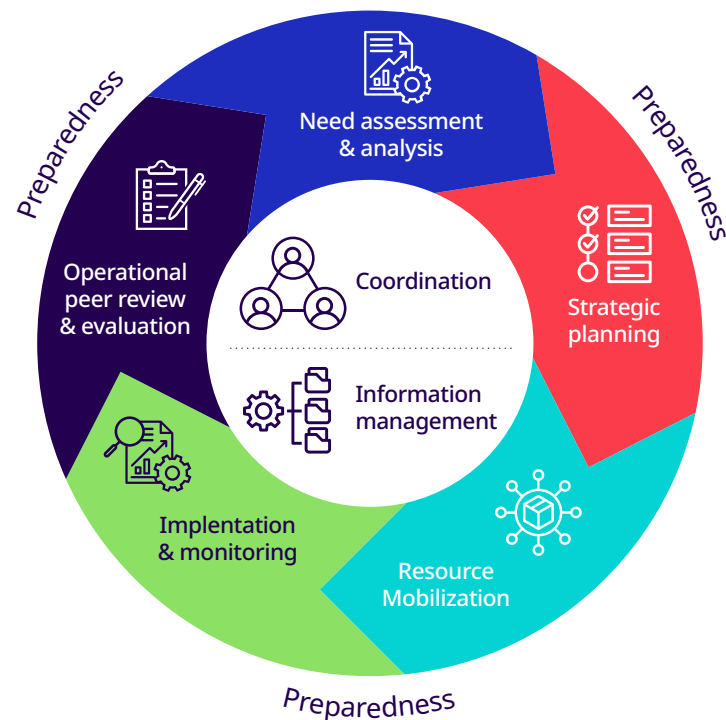 Preparedness
Preparedness
Need assessment
& analysis
Strategic
planning
Resource
Mobilization
Implentation
& monitoring
Operational
peer review
& evaluation
Coordination
Information
management
Preparedness